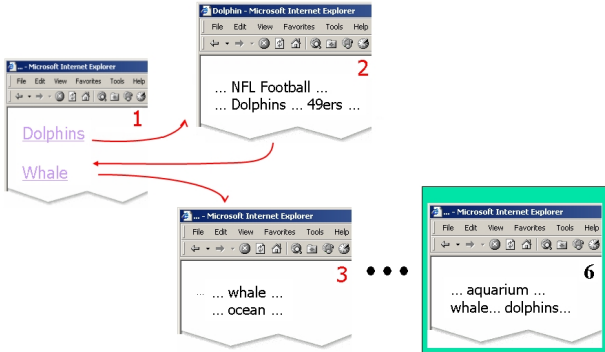 ... - Microsoft Internet Explorer
File Edit View Favorites Tools Help
1
Dolphins
Whale
Dolphin - Microsoft Internet Explorer
File Edit View Favorites Tools Help
2
... NFL Football ...
... Dolphins ... 49ers ...
... - Microsoft Internet Explorer
File Edit View Favorites Tools Help
3
... ... whale ...
... ocean ...
...
... - Microsoft Internet Explorer
File Edit View Favorites Tools Help
6
... aquarium ...
whale... dolphins...